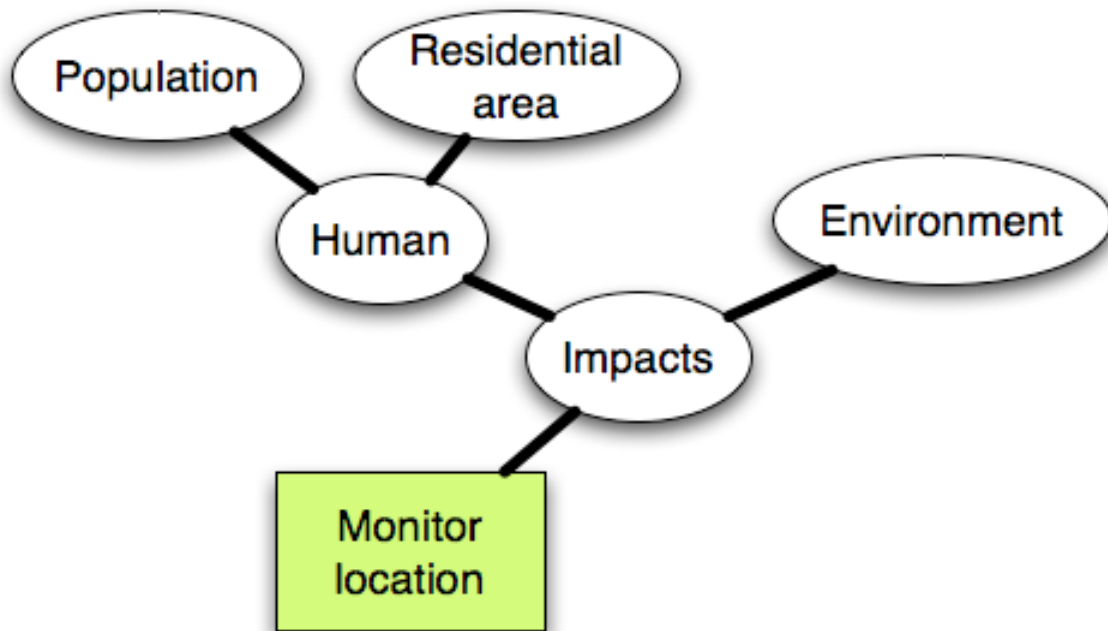 Population
Residential
area
Human
Environment
Impacts
Monitor
location